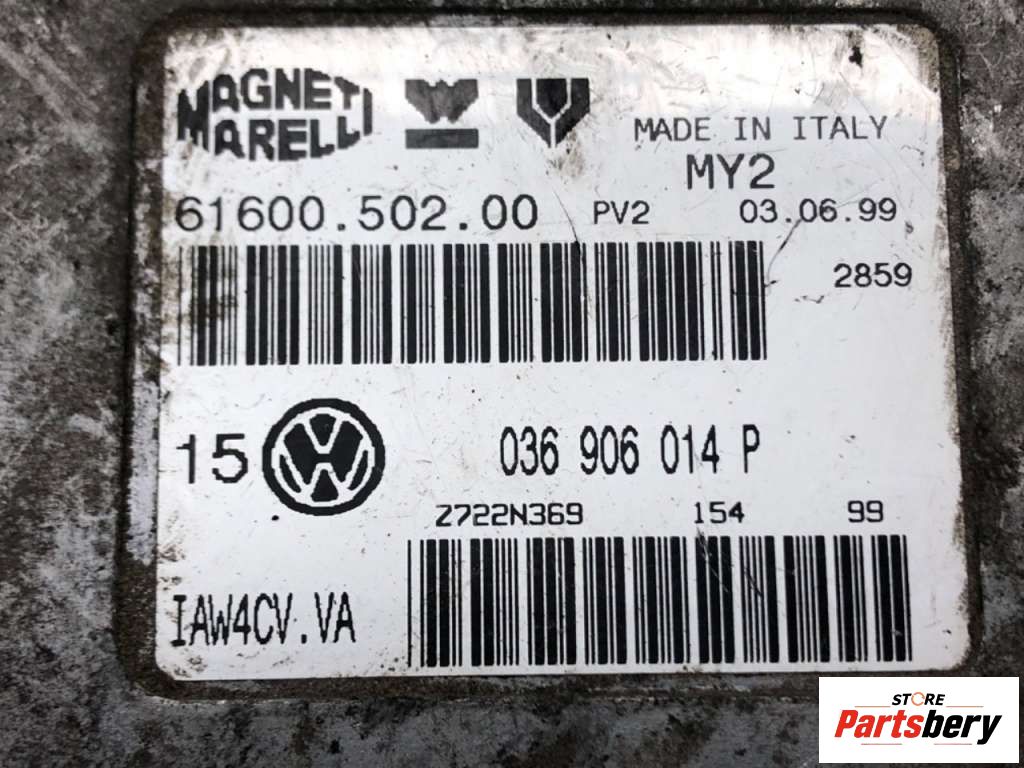 MAGNETI
MARELLI
MADE IN ITALY
MY2
61600.502.00 PV2 03.06.99
2859
15 036 906 014 P
Z722N369 154 99
IAW4CV.VA
STORE
Partsbery